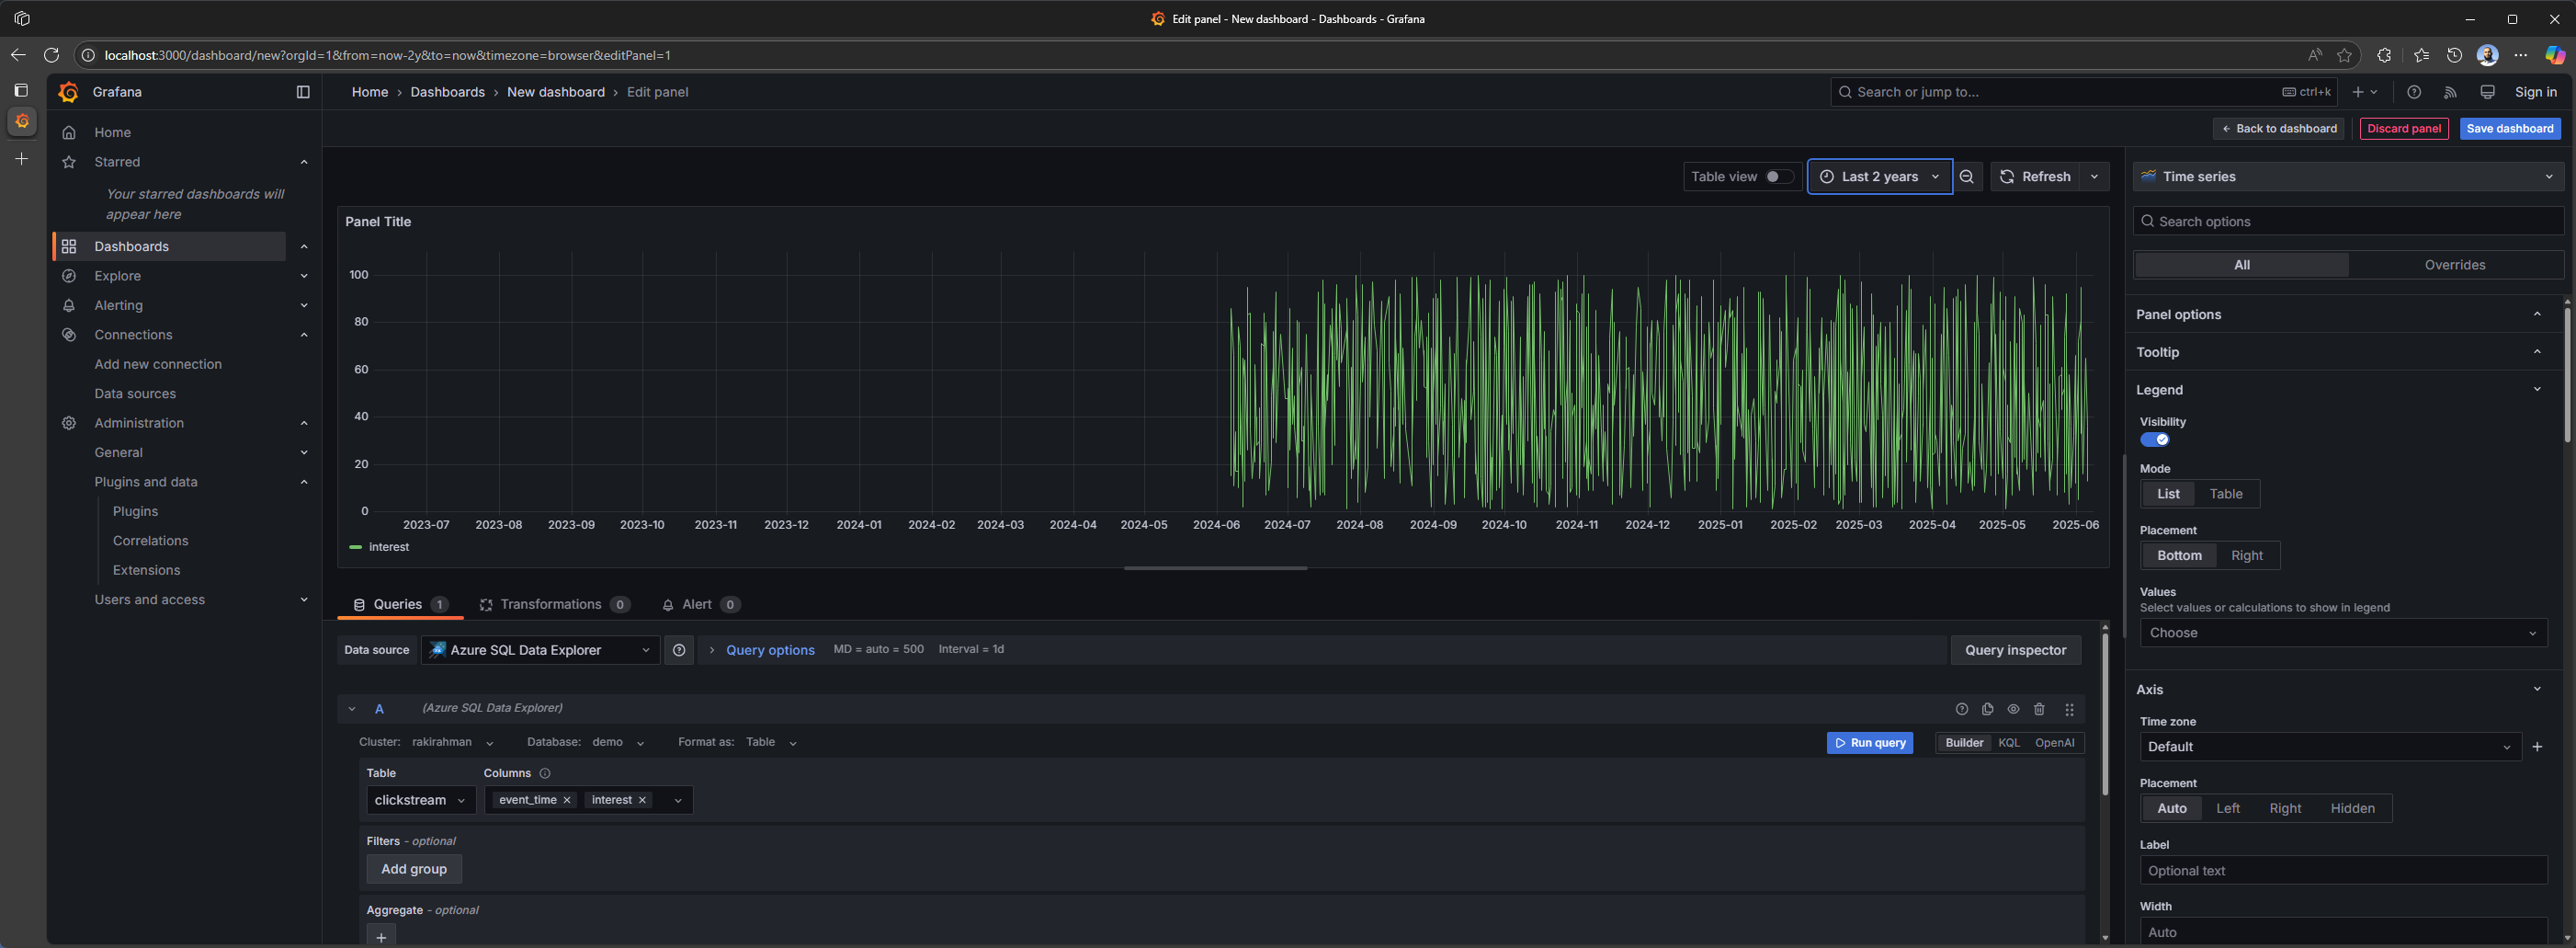 Edit panel - New dashboard - Dashboards - Grafana
localhost:3000/dashboard/new?orgId=1&from=now-2y&to=now&timezone=browser&editPanel=1
Grafana
Home › Dashboards › New dashboard › Edit panel
Search or jump to...
ctrl+k
Sign in
Back to dashboard
Discard panel
Save dashboard
Home
Starred
Your starred dashboards will
appear here
Dashboards
Explore
Alerting
Connections
Add new connection
Data sources
Administration
General
Plugins and data
Plugins
Correlations
Extensions
Users and access
Table view
Last 2 years
Refresh
Panel Title
100
80
60
40
20
0
2023-07 2023-08 2023-09 2023-10 2023-11 2023-12 2024-01 2024-02 2024-03 2024-04 2024-05 2024-06 2024-07 2024-08 2024-09 2024-10 2024-11 2024-12 2025-01 2025-02 2025-03 2025-04 2025-05 2025-06
interest
Queries 1
Transformations 0
Alert 0
Data source
Azure SQL Data Explorer
Query options
MD = auto = 500
Interval = 1d
Query inspector
A
(Azure SQL Data Explorer)
Cluster: rakirahman
Database: demo
Format as: Table
Run query
Builder
KQL
OpenAI
Table
Columns
clickstream
event_time
interest
Filters - optional
Add group
Aggregate - optional
+
Time series
Search options
All
Overrides
Panel options
Tooltip
Legend
Visibility
Mode
List
Table
Placement
Bottom
Right
Values
Select values or calculations to show in legend
Choose
Axis
Time zone
Default
Placement
Auto
Left
Right
Hidden
Label
Optional text
Width
Auto